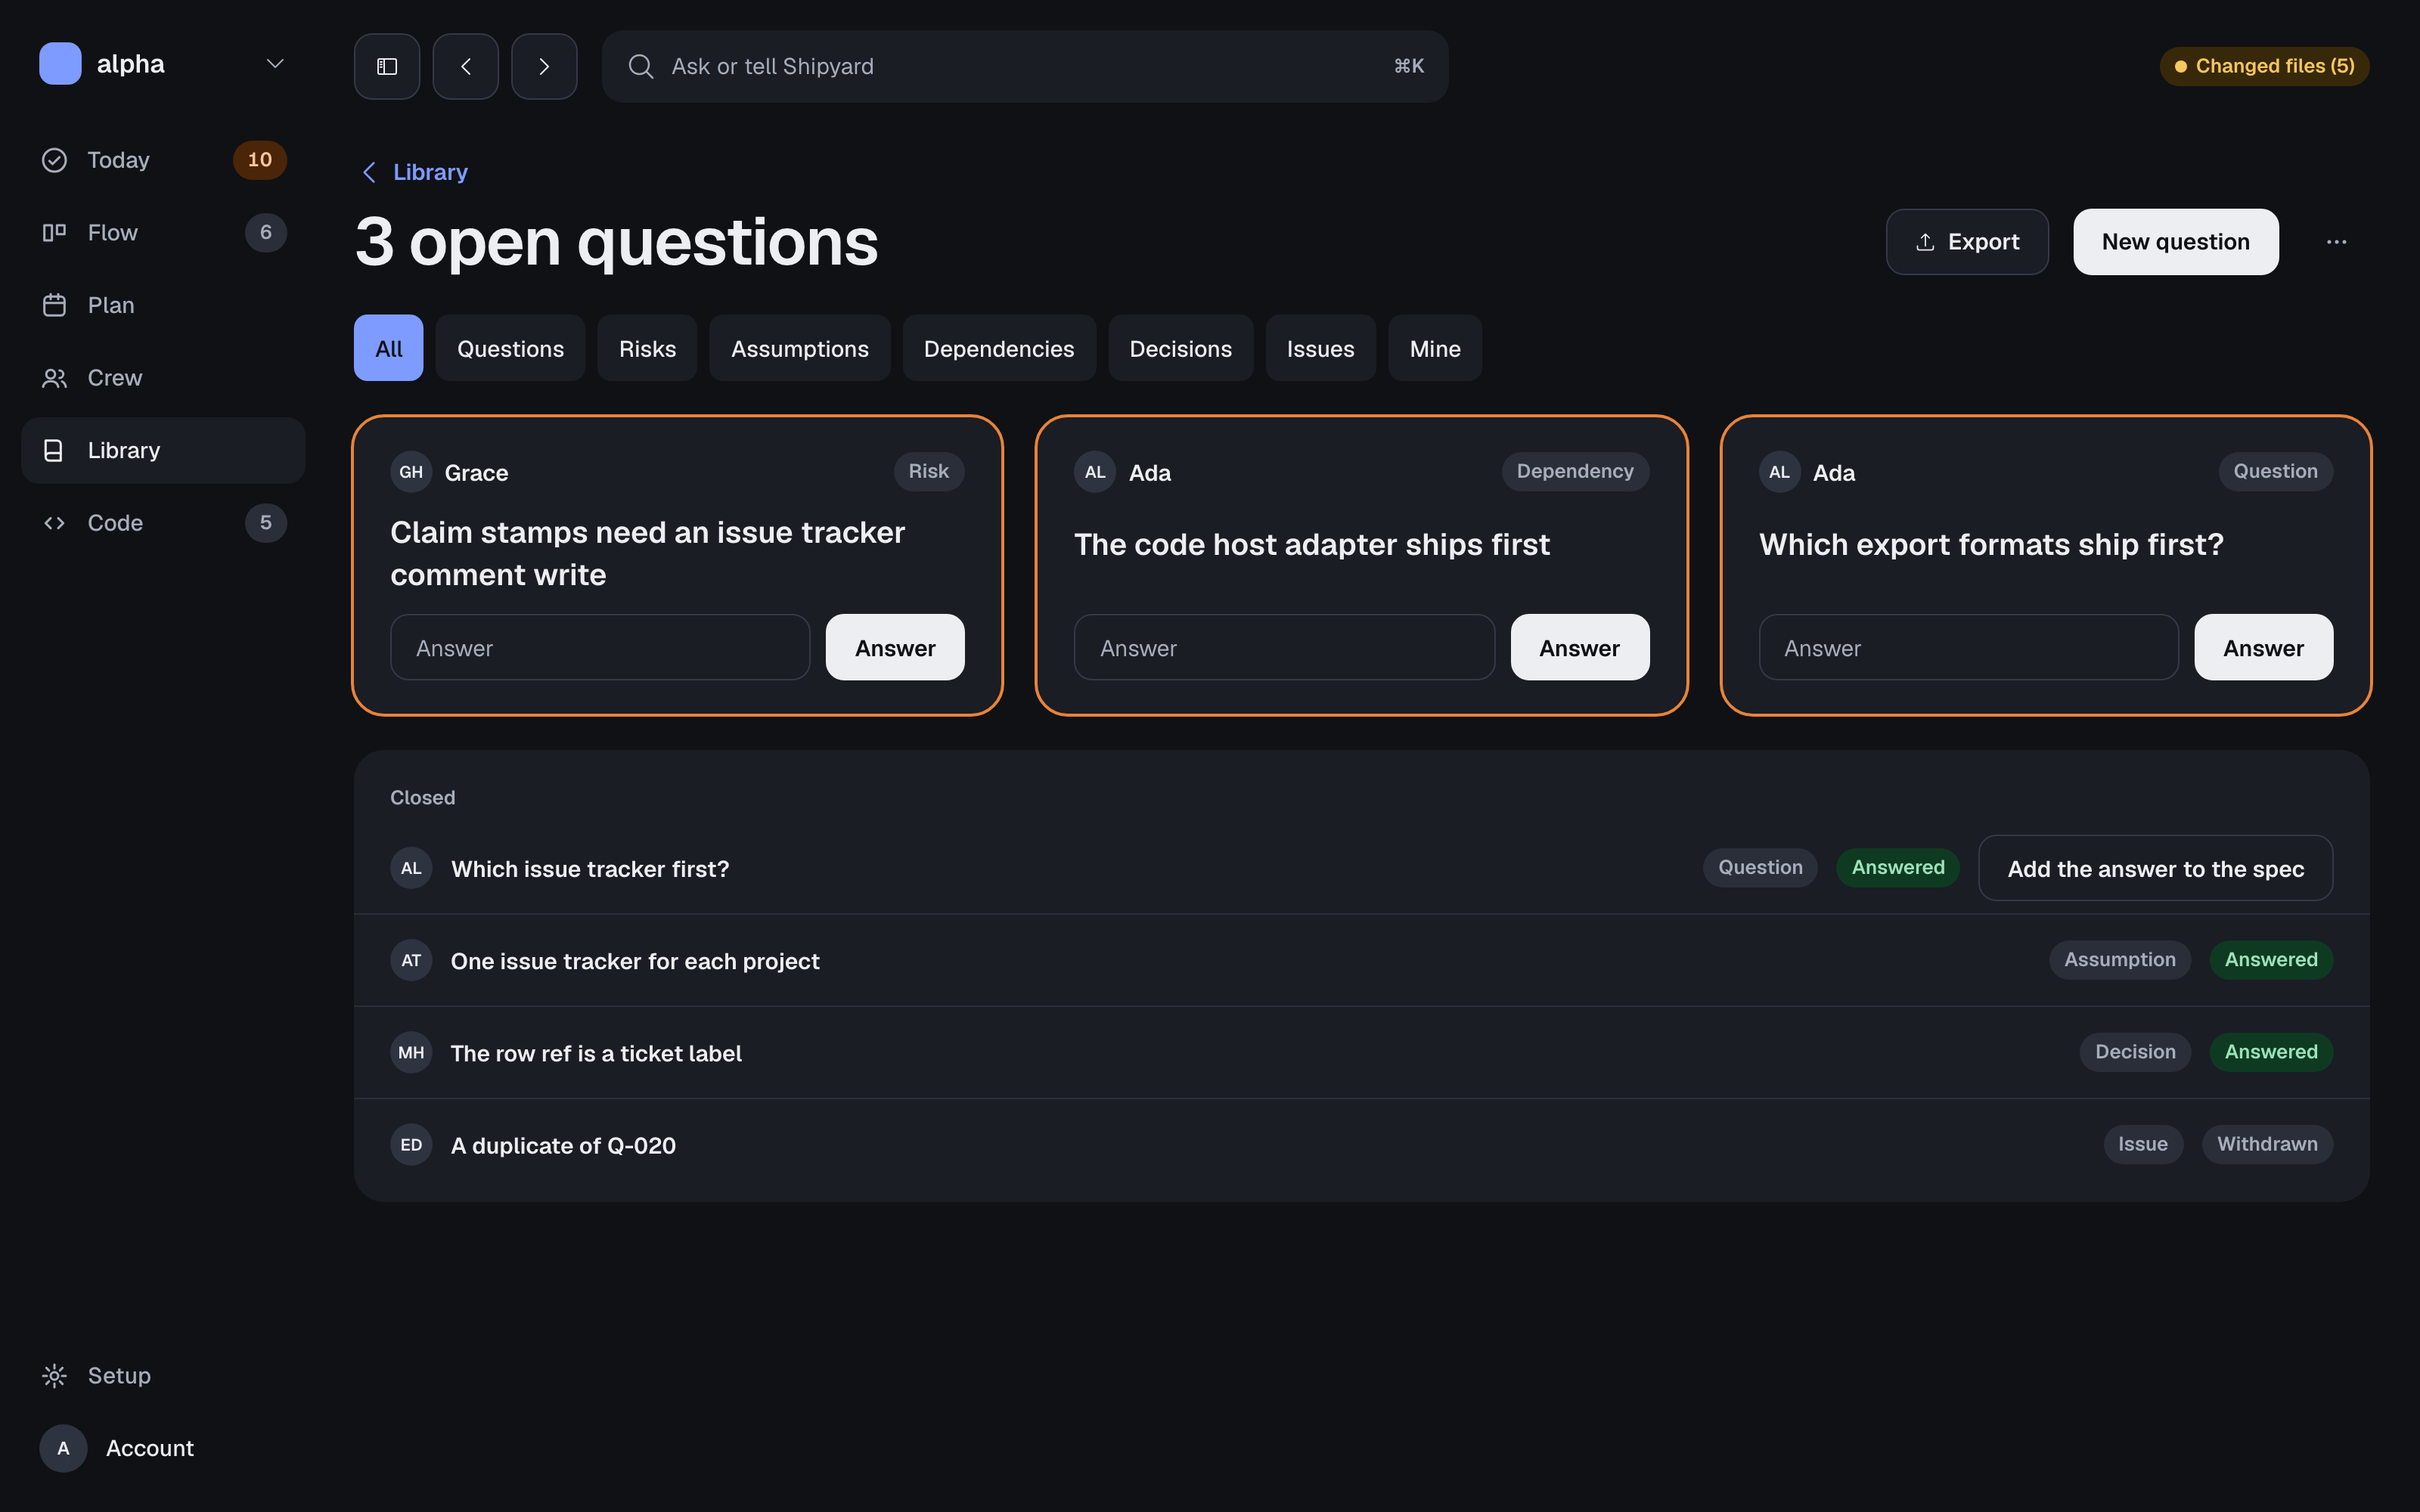 alpha
Ask or tell Shipyard
⌘K
Changed files (5)
Today
10
Flow
6
Plan
Crew
Library
Code
5
Setup
A
Account
Library
3 open questions
Export
New question
All
Questions
Risks
Assumptions
Dependencies
Decisions
Issues
Mine
GH
Grace
Risk
Claim stamps need an issue tracker
comment write
Answer
Answer
AL
Ada
Dependency
The code host adapter ships first
Answer
Answer
AL
Ada
Question
Which export formats ship first?
Answer
Answer
Closed
AL
Which issue tracker first?
Question
Answered
Add the answer to the spec
AT
One issue tracker for each project
Assumption
Answered
MH
The row ref is a ticket label
Decision
Answered
ED
A duplicate of Q-020
Issue
Withdrawn